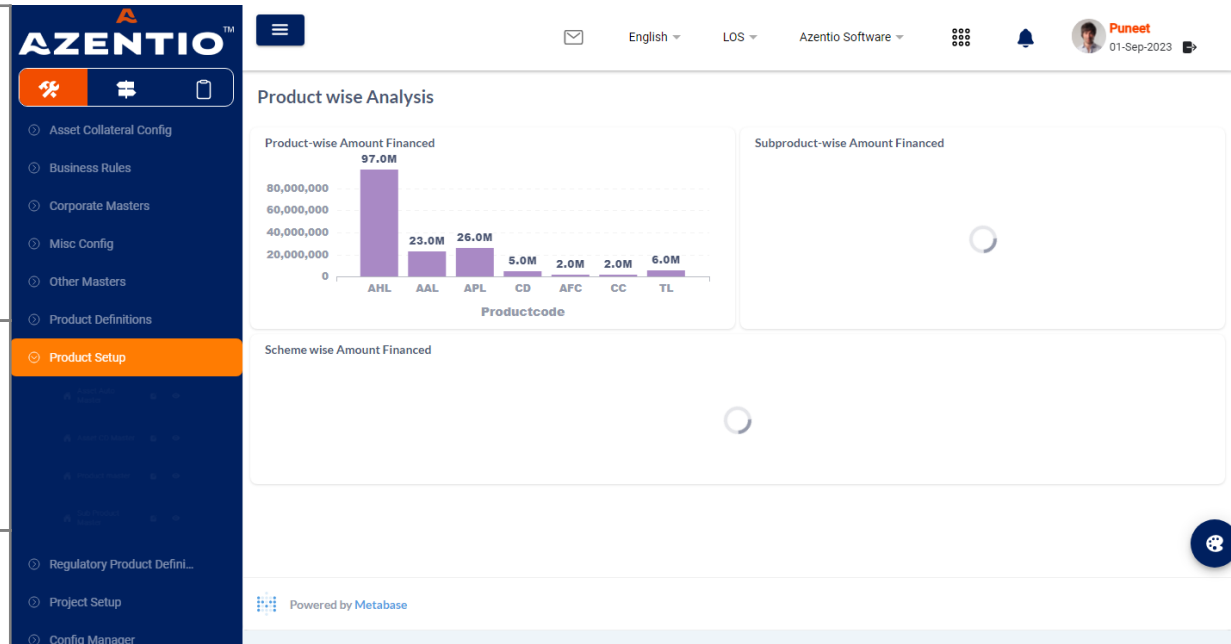 AZENTIO™
English
LOS
Azentio Software
Puneet
01-Sep-2023
Asset Collateral Config
Business Rules
Corporate Masters
Misc Config
Other Masters
Product Definitions
Product Setup
Regulatory Product Defini...
Project Setup
Config Manager
Product wise Analysis
Product-wise Amount Financed
97.0M
80,000,000
60,000,000
40,000,000
20,000,000
0
23.0M
26.0M
5.0M
2.0M
2.0M
6.0M
AHL AAL APL CD AFC CC TL
Productcode
Subproduct-wise Amount Financed
Scheme wise Amount Financed
Powered by Metabase